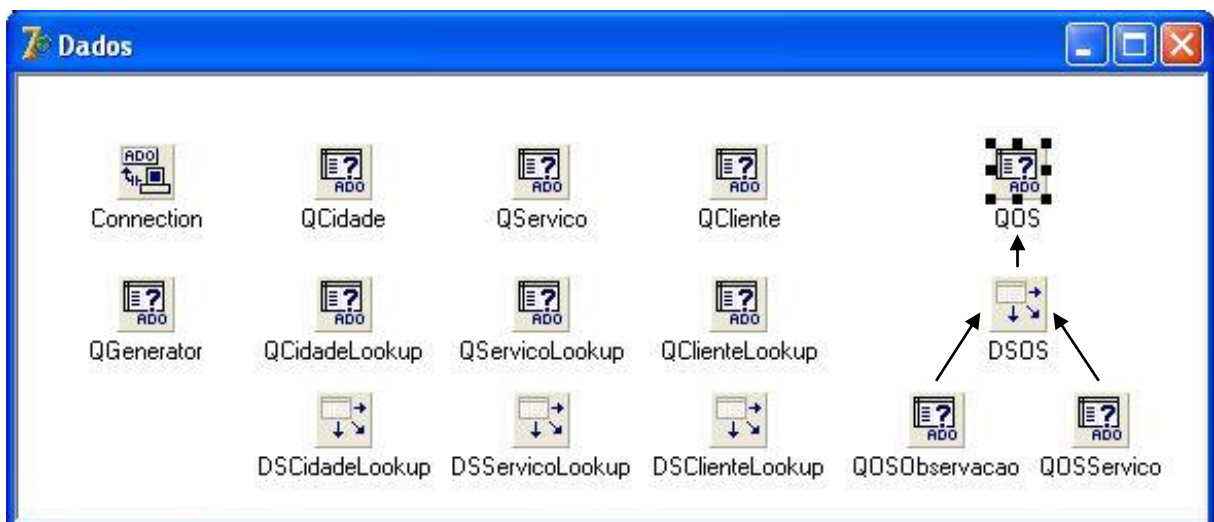 Dados
Connection QCidade QServico QCliente QOS
QGenerator QCidadeLookup QServicoLookup QClienteLookup DSOS
DSCidadeLookup DSServicoLookup DSClienteLookup QOSObservacao QOSServico